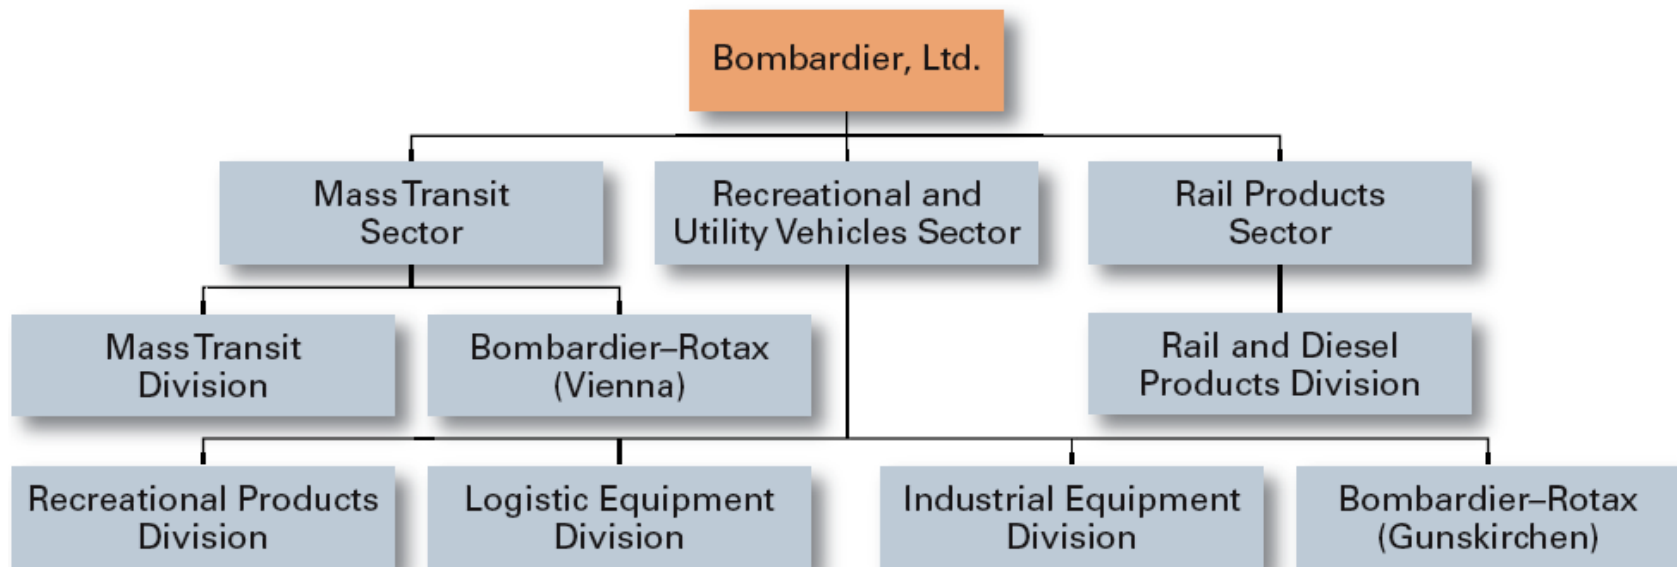 Bombardier, Ltd.
Mass Transit
Sector
Recreational and
Utility Vehicles Sector
Rail Products
Sector
Mass Transit
Division
Bombardier–Rotax
(Vienna)
Rail and Diesel
Products Division
Recreational Products
Division
Logistic Equipment
Division
Industrial Equipment
Division
Bombardier–Rotax
(Gunskirchen)